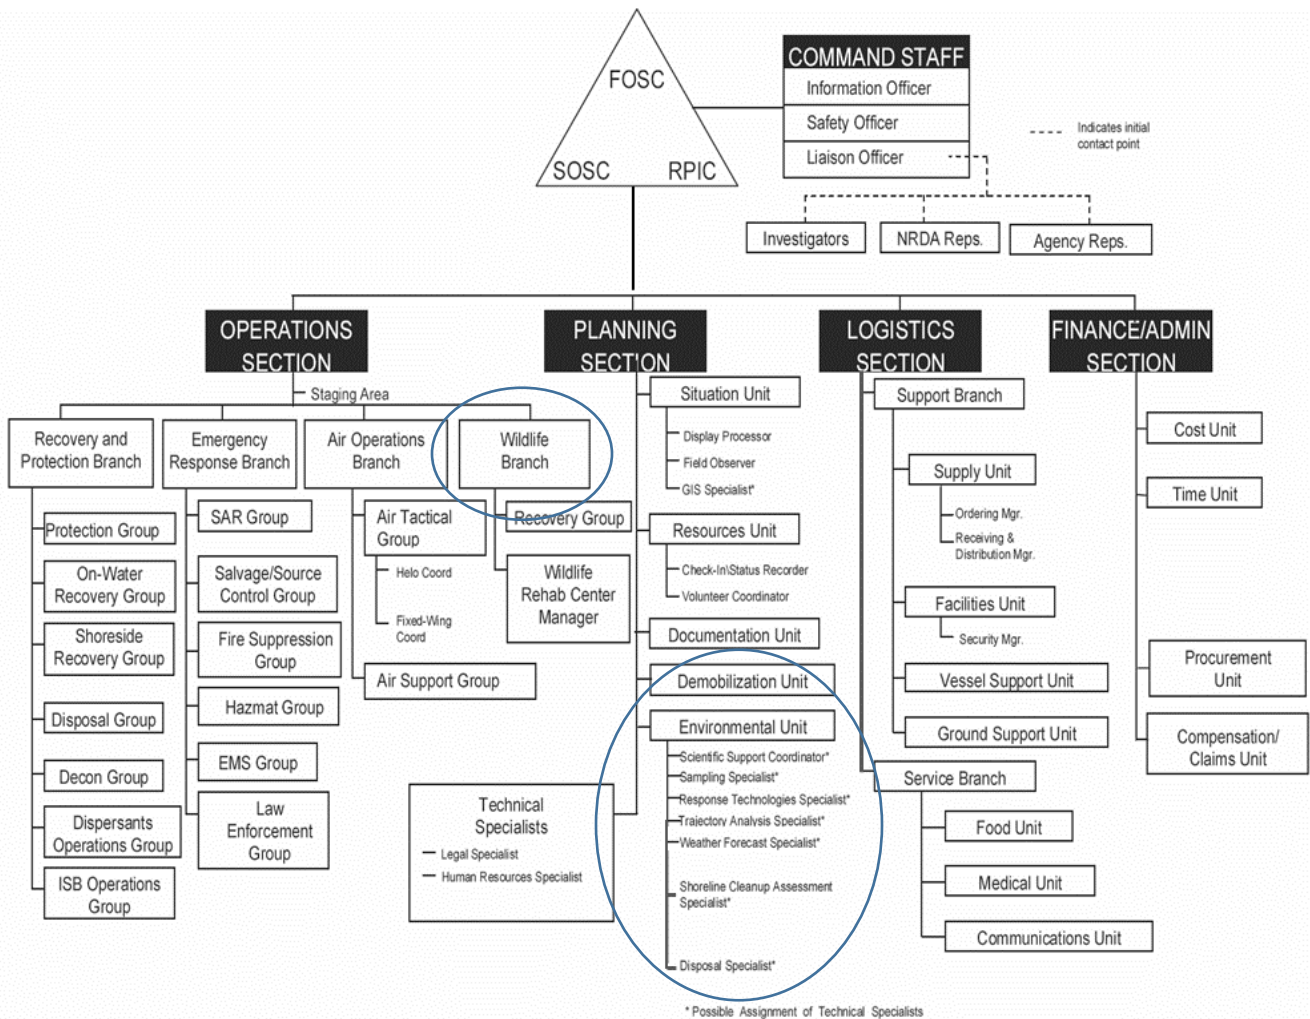 FOSC
SOSC
RPIC
COMMAND STAFF
Information Officer
Safety Officer
Liaison Officer
Indicates initial
contact point
Investigators
NRDA Reps.
Agency Reps.
OPERATIONS
SECTION
Staging Area
Recovery and
Protection Branch
Protection Group
On-Water
Recovery Group
Shoreside
Recovery Group
Disposal Group
Decon Group
Dispersants
Operations Group
ISB Operations
Group
Emergency
Response Branch
SAR Group
Salvage/Source
Control Group
Fire Suppression
Group
Hazmat Group
EMS Group
Law
Enforcement
Group
Air Operations
Branch
Air Tactical
Group
Helo Coord
Fixed-Wing
Coord
Air Support Group
Wildlife
Branch
Recovery Group
Wildlife
Rehab Center
Manager
PLANNING
SECTION
Situation Unit
Display Processor
Field Observer
GIS Specialist*
Resources Unit
Check-In\Status Recorder
Volunteer Coordinator
Documentation Unit
Demobilization Unit
Environmental Unit
Scientific Support Coordinator*
Sampling Specialist*
Response Technologies Specialist*
Trajectory Analysis Specialist*
Weather Forecast Specialist*
Shoreline Cleanup Assessment
Specialist*
Disposal Specialist*
Technical
Specialists
Legal Specialist
Human Resources Specialist
LOGISTICS
SECTION
Support Branch
Supply Unit
Ordering Mgr.
Receiving &
Distribution Mgr.
Facilities Unit
Security Mgr.
Vessel Support Unit
Ground Support Unit
Service Branch
Food Unit
Medical Unit
Communications Unit
FINANCE/ADMIN
SECTION
Cost Unit
Time Unit
Procurement
Unit
Compensation/
Claims Unit
* Possible Assignment of Technical Specialists